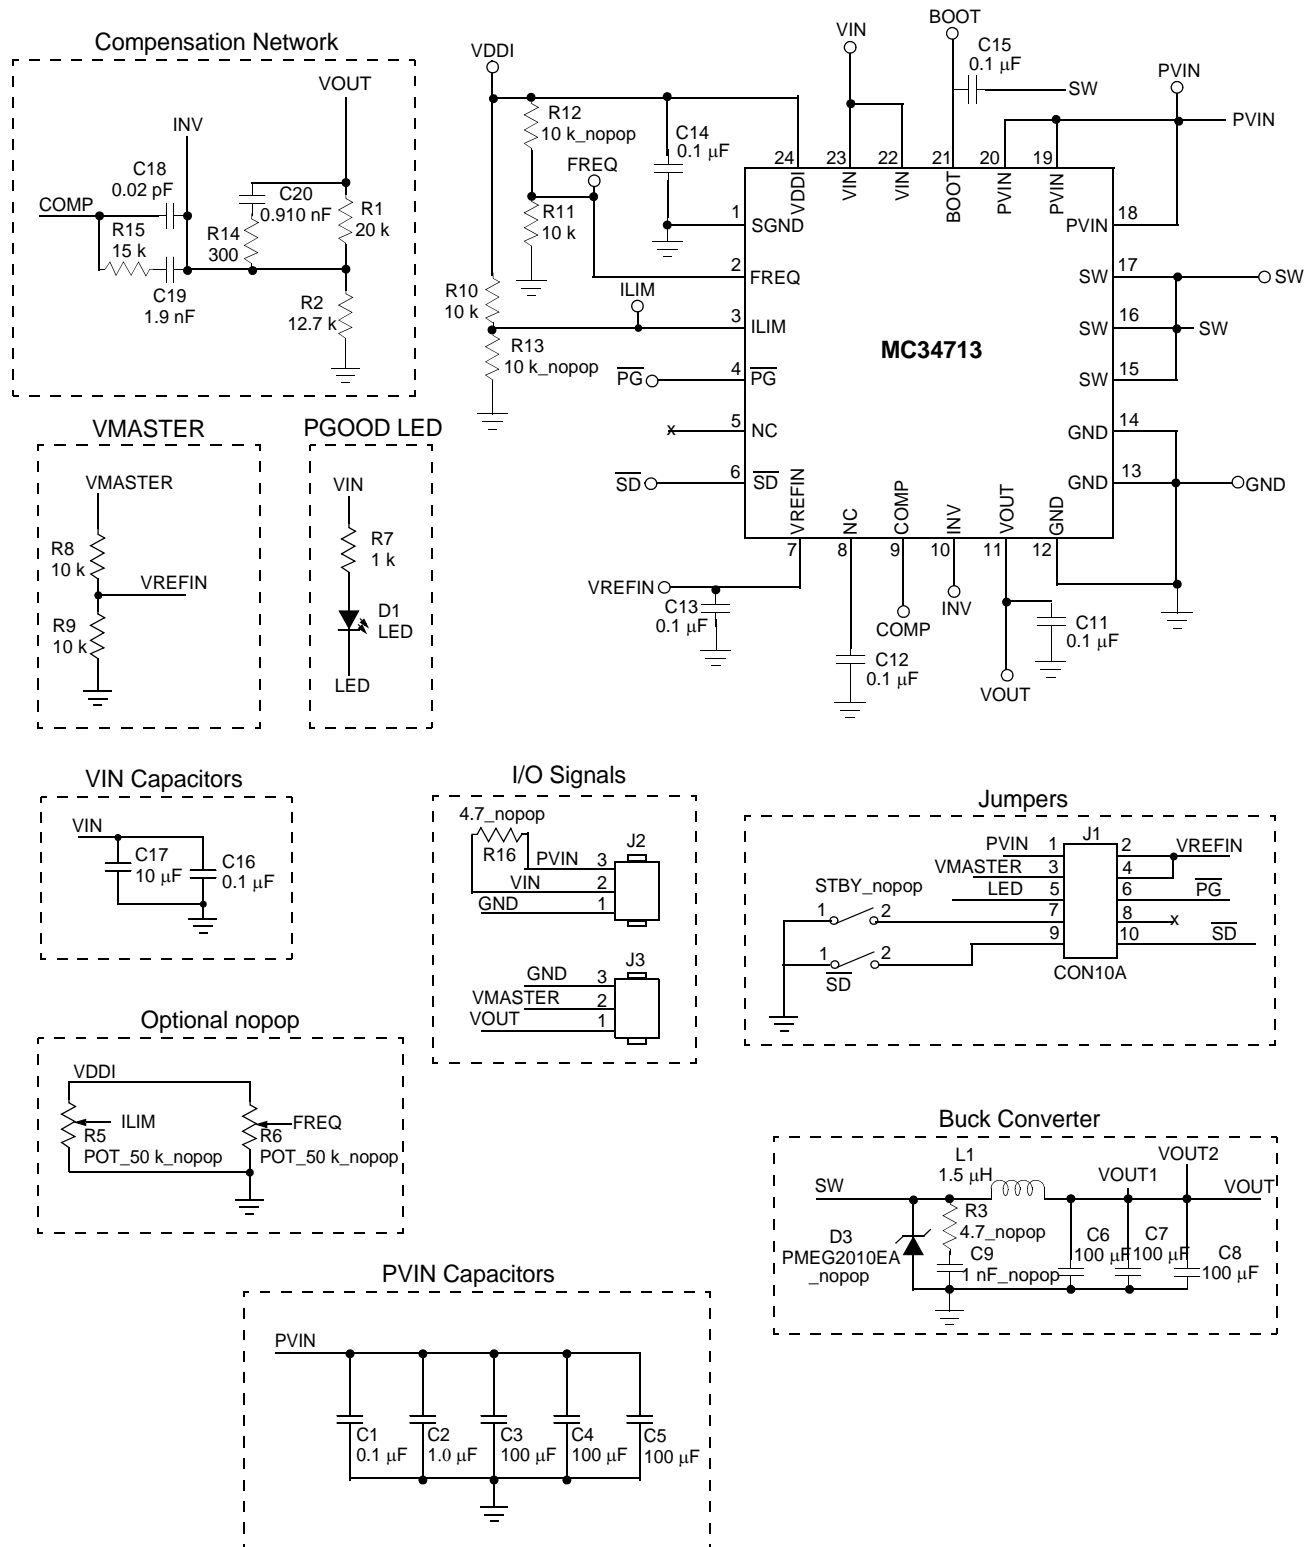 Compensation Network
VOUT
INV
C18
0.02 pF
COMP
C20
0.910 nF
R1
20 k
R15
15 k
R14
300
C19
1.9 nF
R2
12.7 k
VDDI
R12
10 k_nopop
FREQ
C14
0.1 μF
R11
10 k
R10
10 k
ILIM
R13
10 k_nopop
PG
SD
x
VIN
BOOT
C15
0.1 μF
SW
PVIN
PVIN
24 23 22 21 20 19
VDDI VIN VIN BOOT PVIN PVIN
1 SGND
2 FREQ
3 ILIM
4 PG
5 NC
6 SD
MC34713
PVIN 18
SW 17
SW 16
SW 15
GND 14
GND 13
SW
SW
GND
VREFIN NC COMP INV VOUT GND
7 8 9 10 11 12
VREFIN
C13
0.1 μF
C12
0.1 μF
COMP
INV
VOUT
C11
0.1 μF
VMASTER
VMASTER
R8
10 k
VREFIN
R9
10 k
PGOOD LED
VIN
R7
1 k
D1
LED
LED
VIN Capacitors
VIN
C17
10 μF
C16
0.1 μF
I/O Signals
4.7_nopop
R16
J2
PVIN 3
VIN 2
GND 1
J3
GND 3
VMASTER 2
VOUT 1
Jumpers
J1
PVIN 1 2 VREFIN
VMASTER 3 4
LED 5 6 PG
7 8 x
9 10 SD
CON10A
STBY_nopop
1 2
1 2
SD
Optional nopop
VDDI
ILIM
R5
POT_50 k_nopop
FREQ
R6
POT_50 k_nopop
Buck Converter
L1
1.5 μH
VOUT2
VOUT1
SW
VOUT
R3
4.7_nopop
D3
PMEG2010EA
_nopop
C9
1 nF_nopop
C6
100 μF
C7
100 μF
C8
100 μF
PVIN Capacitors
PVIN
C1
0.1 μF
C2
1.0 μF
C3
100 μF
C4
100 μF
C5
100 μF